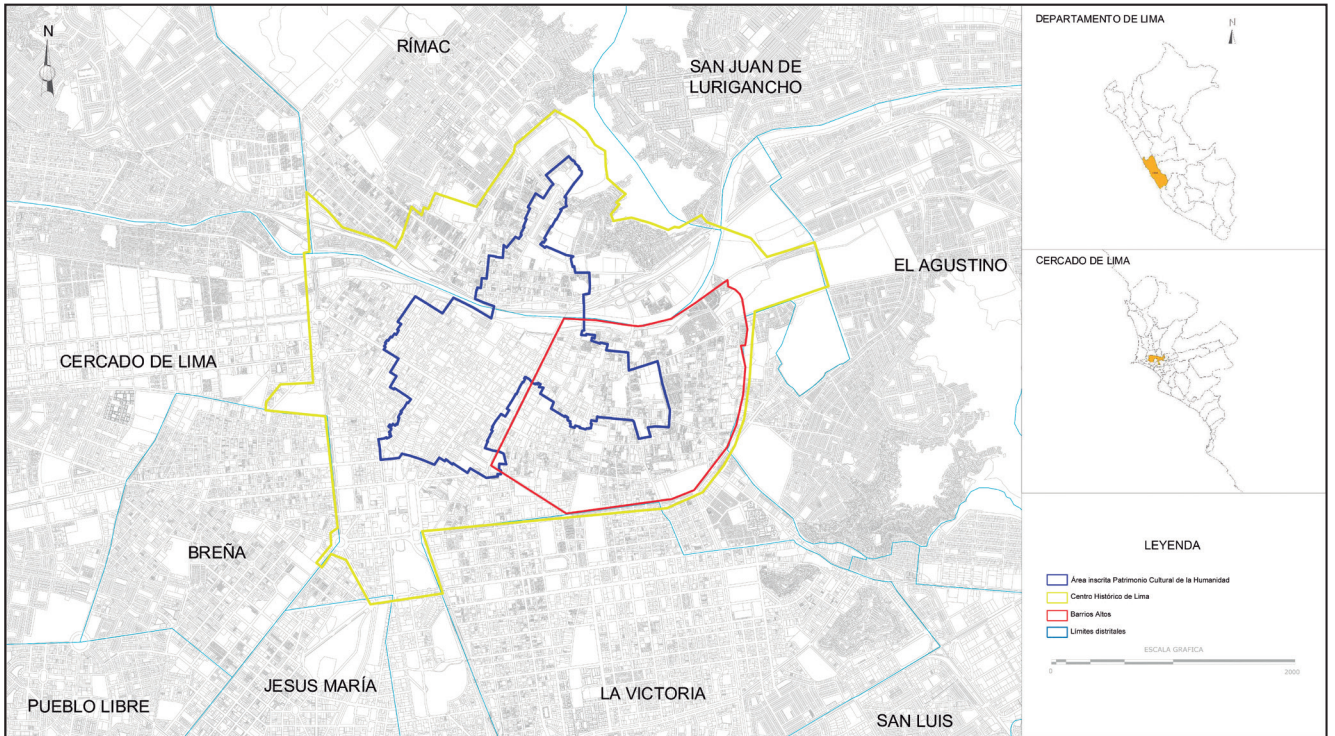 N
RÍMAC
SAN JUAN DE
LURIGANCHO
EL AGUSTINO
CERCADO DE LIMA
BREÑA
JESUS MARÍA
LA VICTORIA
PUEBLO LIBRE
SAN LUIS
DEPARTAMENTO DE LIMA
N
CERCADO DE LIMA
LEYENDA
Área inscrita Patrimonio Cultural de la Humanidad
Centro Histórico de Lima
Barrios Altos
Límites distritales
ESCALA GRAFICA
0 2000